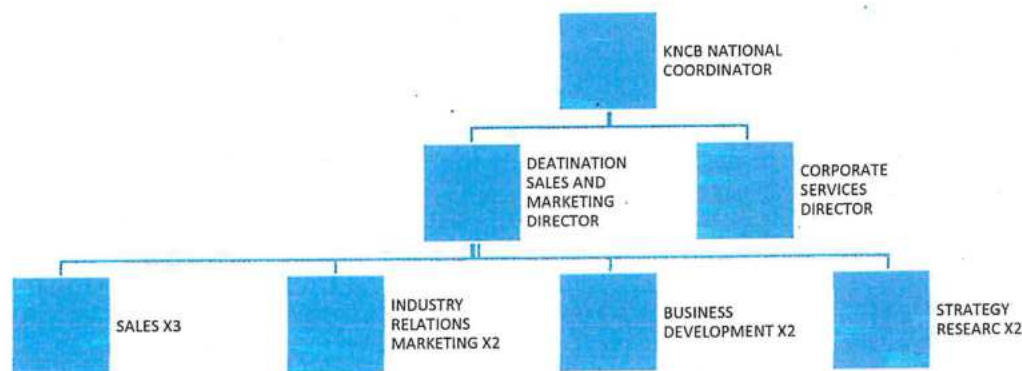 KNCB NATIONAL
COORDINATOR
DEATINATION
SALES AND
MARKETING
DIRECTOR
CORPORATE
SERVICES
DIRECTOR
SALES X3
INDUSTRY
RELATIONS
MARKETING X2
BUSINESS
DEVELOPMENT X2
STRATEGY
RESEARC X2